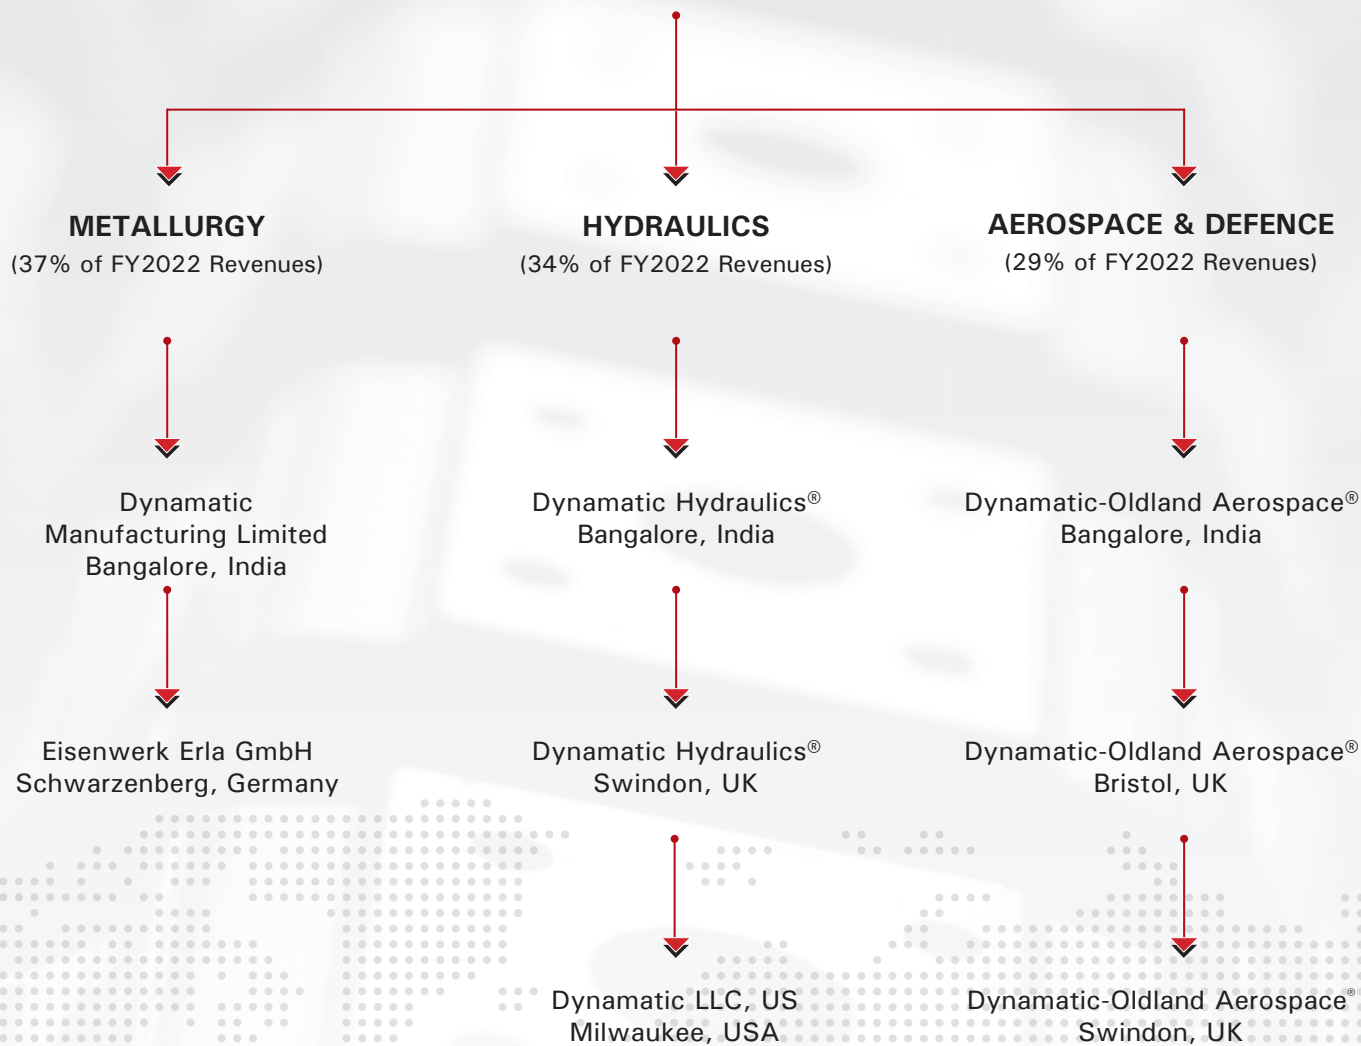 METALLURGY
(37% of FY2022 Revenues)
Dynamatic
Manufacturing Limited
Bangalore, India
Eisenwerk Erla GmbH
Schwarzenberg, Germany
HYDRAULICS
(34% of FY2022 Revenues)
Dynamatic Hydraulics®
Bangalore, India
Dynamatic Hydraulics®
Swindon, UK
Dynamatic LLC, US
Milwaukee, USA
AEROSPACE & DEFENCE
(29% of FY2022 Revenues)
Dynamatic-Oldland Aerospace®
Bangalore, India
Dynamatic-Oldland Aerospace®
Bristol, UK
Dynamatic-Oldland Aerospace®
Swindon, UK